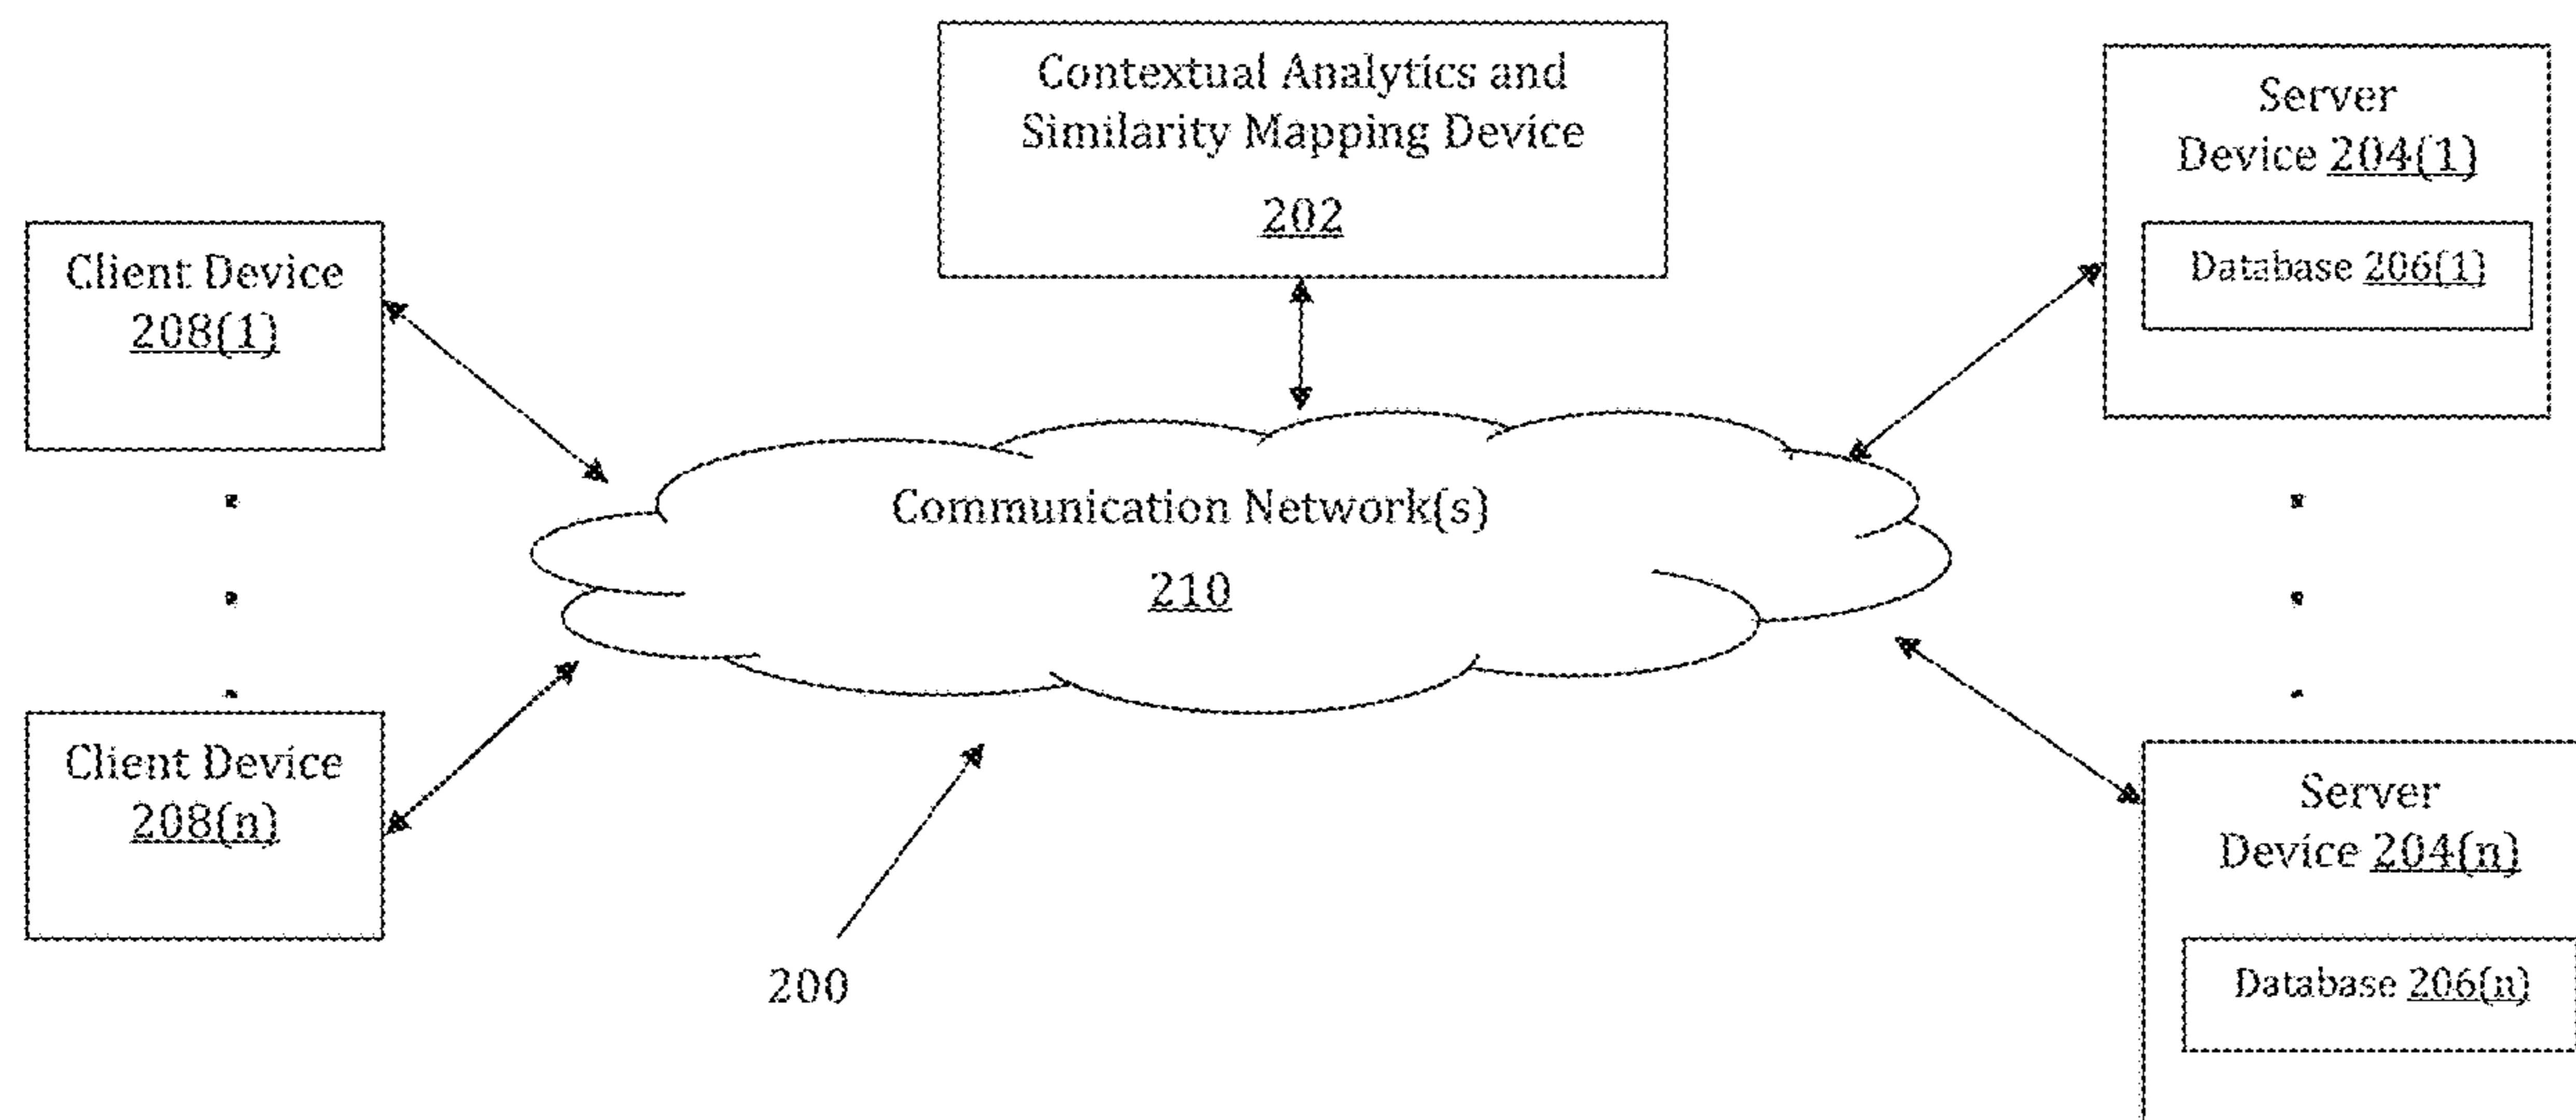 Contextual Analytics and
Similarity Mapping Device
202
Server
Device 204(1)
Database 206(1)
Client Device
208(1)
Communication Network(s)
210
Client Device
208(n)
Server
Device 204(n)
Database 206(n)
200